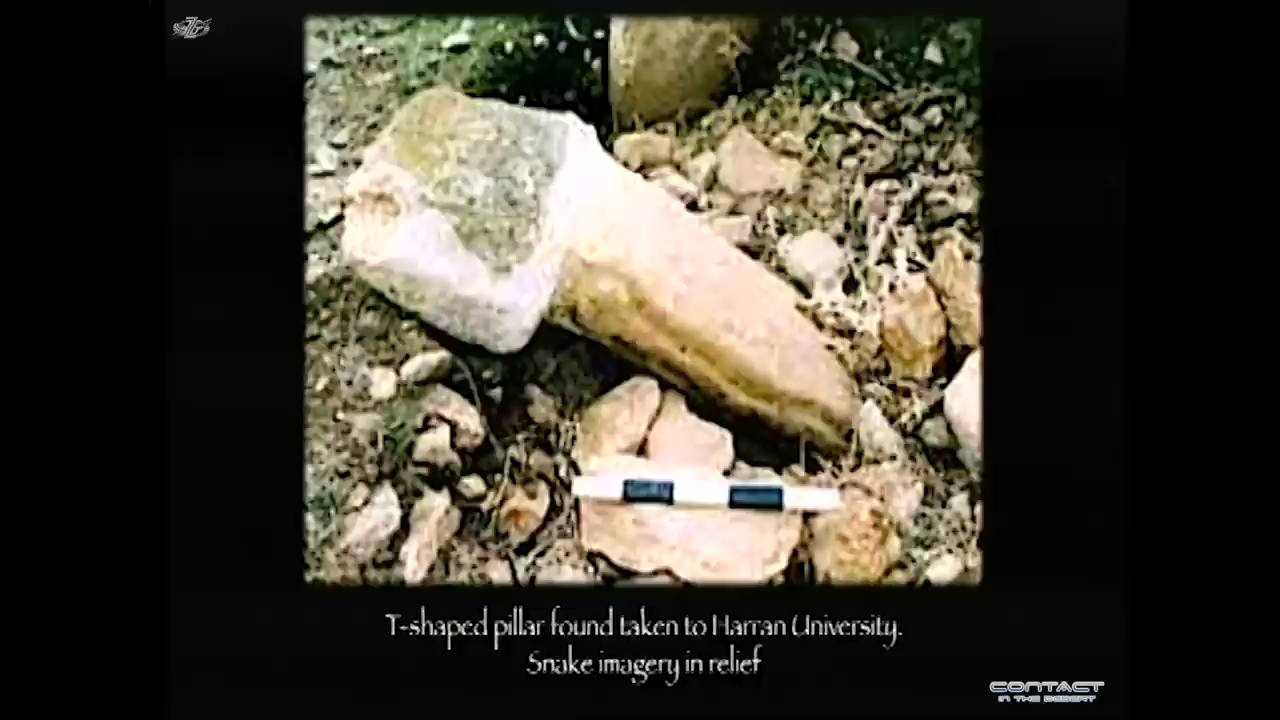 T-shaped pillar found taken to Harran University.
Snake imagery in relief
CONTACT
IN THE DESERT